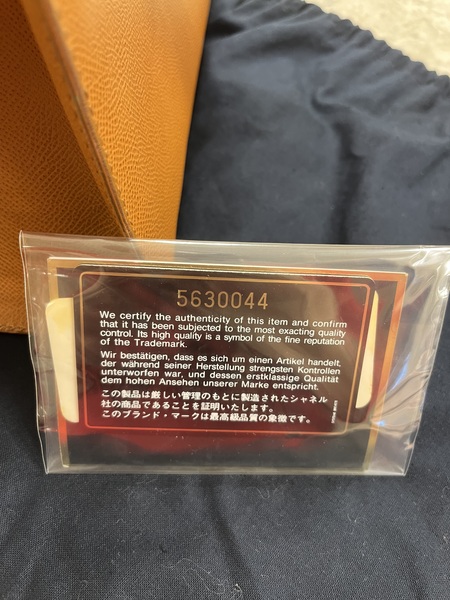 5630044
We certify the authenticity of this item and confirm
that it has been subjected to the most exacting quality
control. Its high quality is a symbol of the fine reputation
of the Trademark.
Wir bestätigen, dass es sich um einen Artikel handelt,
der während seiner Herstellung strengsten Kontrollen
unterworfen war, und dessen erstklassige Qualität
dem hohen Ansehen unserer Marke entspricht.
この製品は厳しい管理のもとに製造されたシャネル
社の商品であることを証明いたします。
このブランド・マークは最高級品質の象徴です。